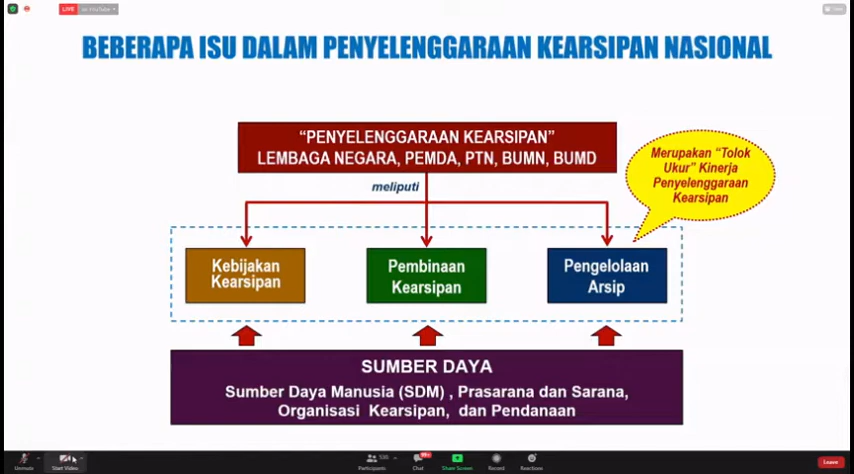 LIVE
BEBERAPA ISU DALAM PENYELENGGARAAN KEARSIPAN NASIONAL
“PENYELENGGARAAN KEARSIPAN”
LEMBAGA NEGARA, PEMDA, PTN, BUMN, BUMD
meliputi
Merupakan “Tolok
Ukur” Kinerja
Penyelenggaraan
Kearsipan
Kebijakan
Kearsipan
Pembinaan
Kearsipan
Pengelolaan
Arsip
SUMBER DAYA
Sumber Daya Manusia (SDM) , Prasarana dan Sarana,
Organisasi Kearsipan, dan Pendanaan
Unmute
Start Video
Participants
Chat
99+
Share Screen
Record
Reactions
Leave